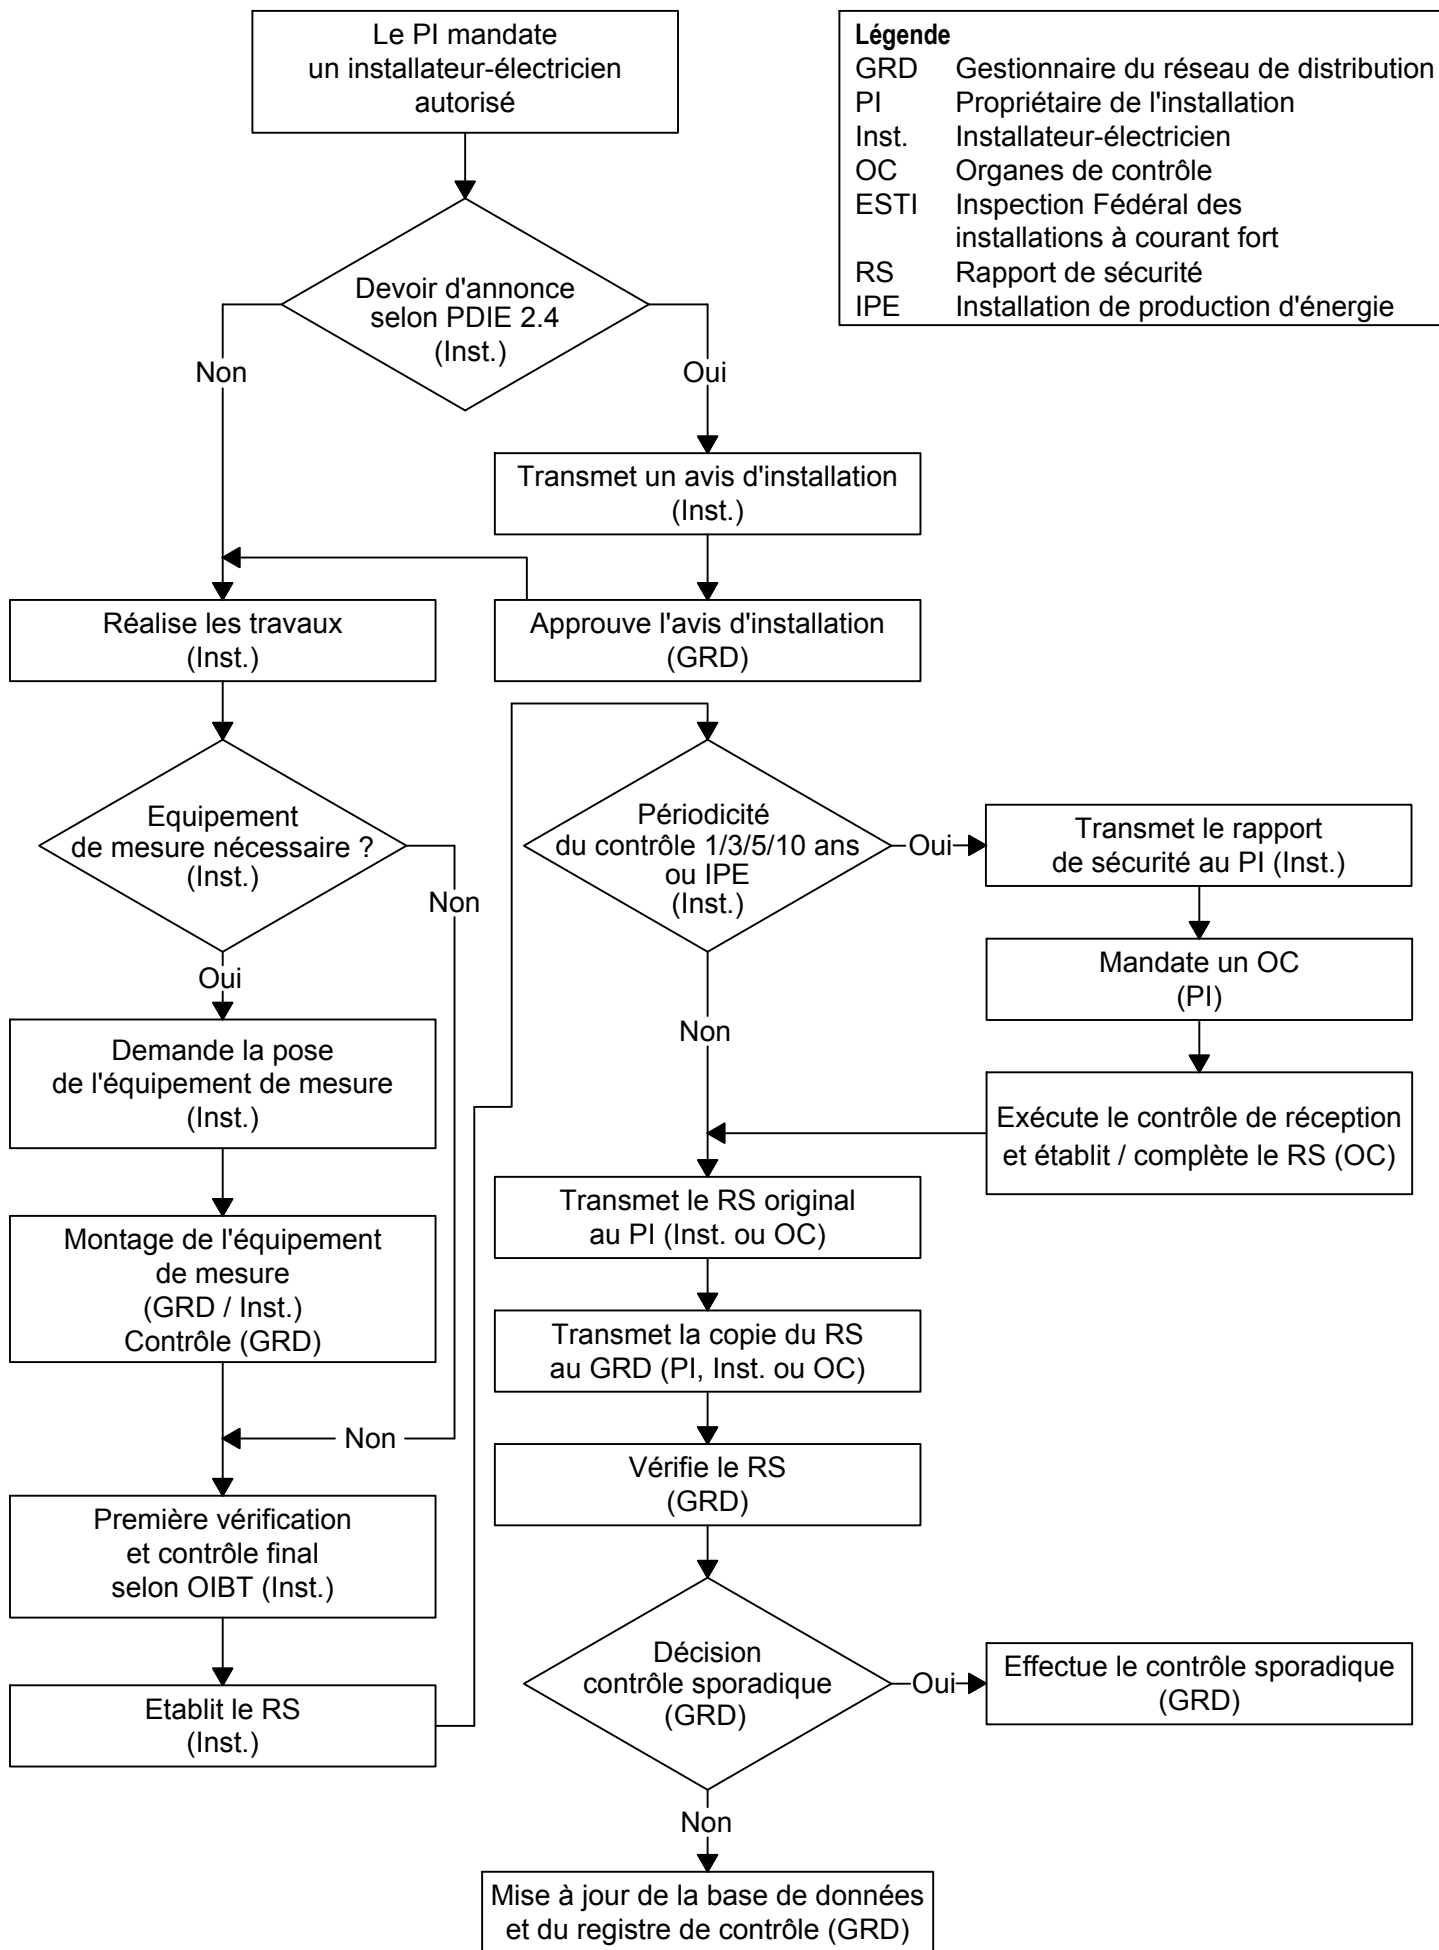 Le PI mandate
un installateur-électricien
autorisé
Légende
GRD Gestionnaire du réseau de distribution
PI Propriétaire de l'installation
Inst. Installateur-électricien
OC Organes de contrôle
ESTI Inspection Fédéral des
installations à courant fort
RS Rapport de sécurité
IPE Installation de production d'énergie
Devoir d'annonce
selon PDIE 2.4
(Inst.)
Non
Oui
Transmet un avis d'installation
(Inst.)
Approuve l'avis d'installation
(GRD)
Réalise les travaux
(Inst.)
Equipement
de mesure nécessaire ?
(Inst.)
Non
Oui
Demande la pose
de l'équipement de mesure
(Inst.)
Montage de l'équipement
de mesure
(GRD / Inst.)
Contrôle (GRD)
Non
Première vérification
et contrôle final
selon OIBT (Inst.)
Etablit le RS
(Inst.)
Périodicité
du contrôle 1/3/5/10 ans
ou IPE
(Inst.)
Oui
Non
Transmet le rapport
de sécurité au PI (Inst.)
Mandate un OC
(PI)
Exécute le contrôle de réception
et établit / complète le RS (OC)
Transmet le RS original
au PI (Inst. ou OC)
Transmet la copie du RS
au GRD (PI, Inst. ou OC)
Vérifie le RS
(GRD)
Décision
contrôle sporadique
(GRD)
Oui
Effectue le contrôle sporadique
(GRD)
Non
Mise à jour de la base de données
et du registre de contrôle (GRD)